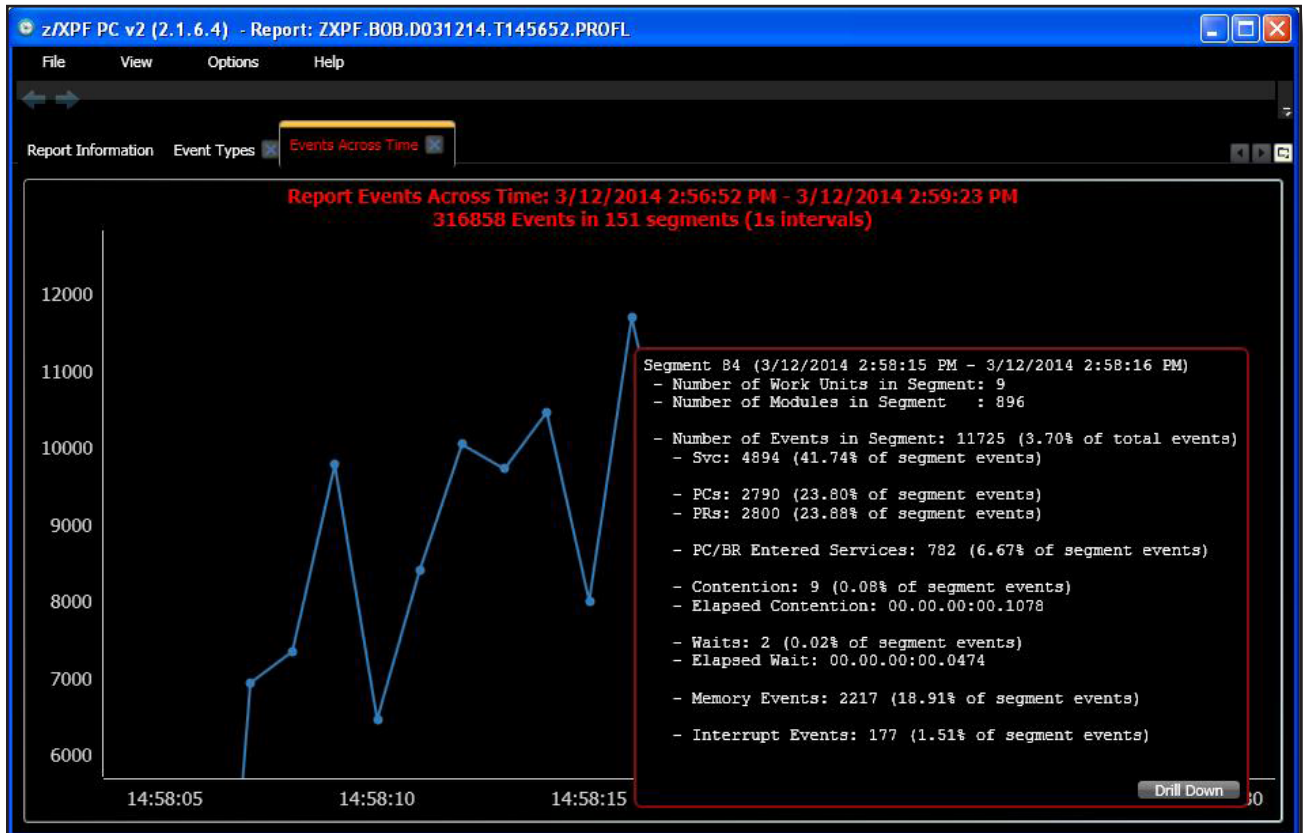 z/XPF PC v2 (2.1.6.4) - Report: ZXPF.BOB.D031214.T145652.PROFL
File View Options Help
Report Information Event Types Events Across Time
Report Events Across Time: 3/12/2014 2:56:52 PM - 3/12/2014 2:59:23 PM
316858 Events in 151 segments (1s intervals)
12000
11000
10000
9000
8000
7000
6000
Segment 84 (3/12/2014 2:58:15 PM - 3/12/2014 2:58:16 PM)
- Number of Work Units in Segment: 9
- Number of Modules in Segment : 896
- Number of Events in Segment: 11725 (3.70% of total events)
- Svc: 4894 (41.74% of segment events)
- PCs: 2790 (23.80% of segment events)
- PRs: 2800 (23.88% of segment events)
- PC/BR Entered Services: 782 (6.67% of segment events)
- Contention: 9 (0.08% of segment events)
- Elapsed Contention: 00.00.00:00.1078
- Waits: 2 (0.02% of segment events)
- Elapsed Wait: 00.00.00:00.0474
- Memory Events: 2217 (18.91% of segment events)
- Interrupt Events: 177 (1.51% of segment events)
Drill Down
14:58:05 14:58:10 14:58:15 30